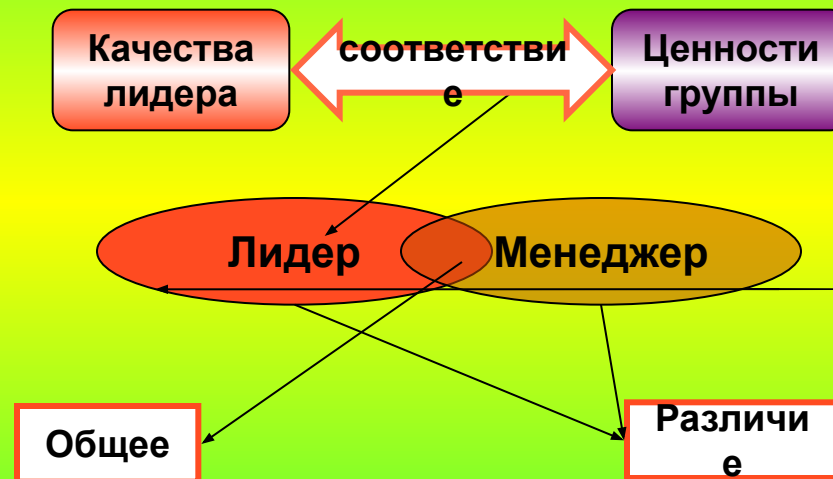 Качества
лидера
соответстви
е
Ценности
группы
Лидер
Менеджер
Общее
Различи
е